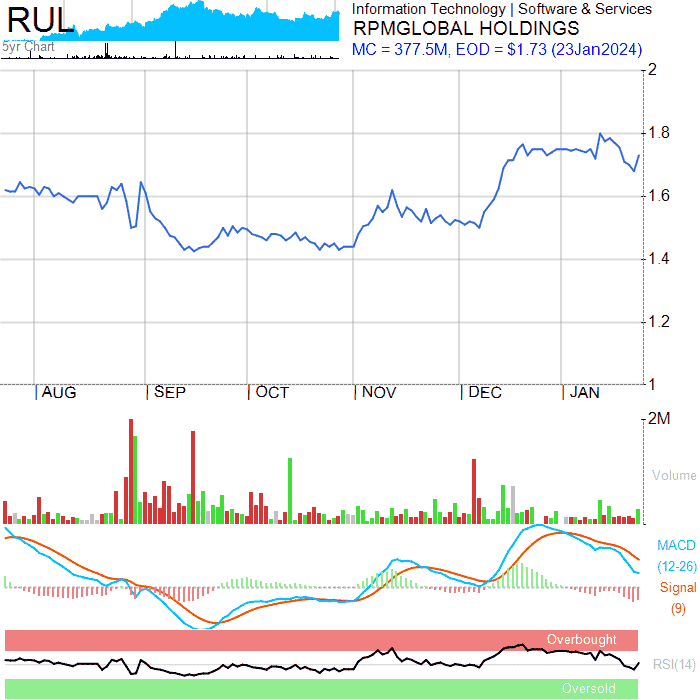 RUL
5yr Chart
Information Technology | Software & Services
RPMGLOBAL HOLDINGS
MC = 377.5M, EOD = $1.73 (23Jan2024)
2
1.8
1.6
1.4
1.2
1
AUG
SEP
OCT
NOV
DEC
JAN
2M
Volume
MACD
(12-26)
Signal
(9)
Overbought
RSI(14)
Oversold